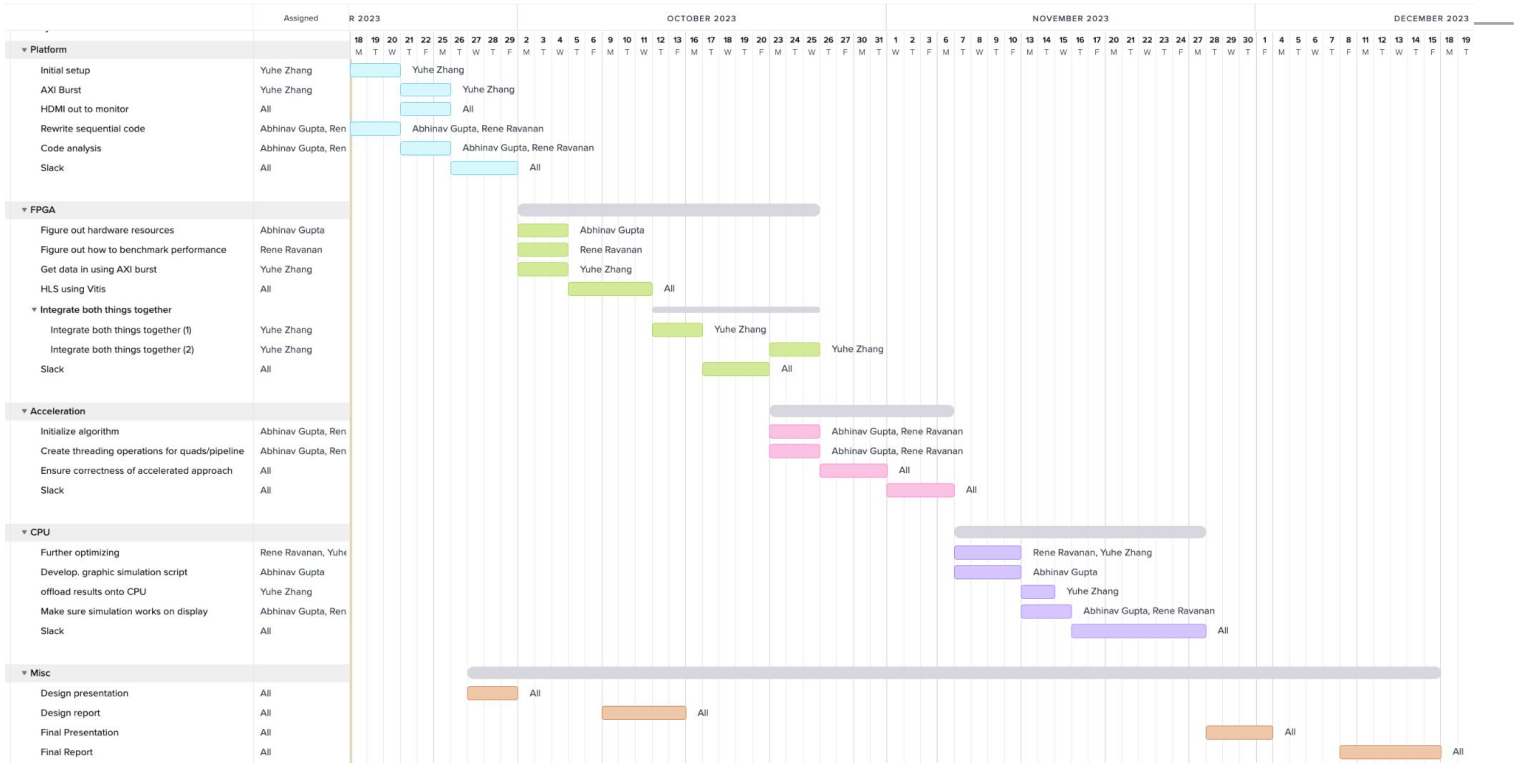 Assigned R 2023 OCTOBER 2023 NOVEMBER 2023 DECEMBER 2023
18 19 20 21 22 25 26 27 28 29 2 3 4 5 6 9 10 11 12 13 16 17 18 19 20 23 24 25 26 27 30 31 1 2 3 6 7 8 9 10 13 14 15 16 17 20 21 22 23 24 27 28 29 30 1 4 5 6 7 8 11 12 13 14 15 18 19
Platform M T W T F M T W T F M T W T F M T W T F M T W T F M T W T F M T W T F M T W T F M T W T F M T W T F M T W T F M T W T F M T W T F M T
Initial setup Yuhe Zhang Yuhe Zhang
AXI Burst Yuhe Zhang Yuhe Zhang
HDMI out to monitor All All
Rewrite sequential code Abhinav Gupta, Ren Abhinav Gupta, Rene Ravanan
Code analysis Abhinav Gupta, Ren Abhinav Gupta, Rene Ravanan
Slack All All
FPGA
Figure out hardware resources Abhinav Gupta Abhinav Gupta
Figure out how to benchmark performance Rene Ravanan Rene Ravanan
Get data in using AXI burst Yuhe Zhang Yuhe Zhang
HLS using Vitis All All
Integrate both things together
Integrate both things together (1) Yuhe Zhang Yuhe Zhang
Integrate both things together (2) Yuhe Zhang Yuhe Zhang
Slack All All
Acceleration
Initialize algorithm Abhinav Gupta, Ren Abhinav Gupta, Rene Ravanan
Create threading operations for quads/pipeline Abhinav Gupta, Ren Abhinav Gupta, Rene Ravanan
Ensure correctness of accelerated approach All All
Slack All All
CPU
Further optimizing Rene Ravanan, Yuhe Rene Ravanan, Yuhe Zhang
Develop. graphic simulation script Abhinav Gupta Abhinav Gupta
offload results onto CPU Yuhe Zhang Yuhe Zhang
Make sure simulation works on display Abhinav Gupta, Ren Abhinav Gupta, Rene Ravanan
Slack All All
Misc
Design presentation All All
Design report All All
Final Presentation All All
Final Report All All